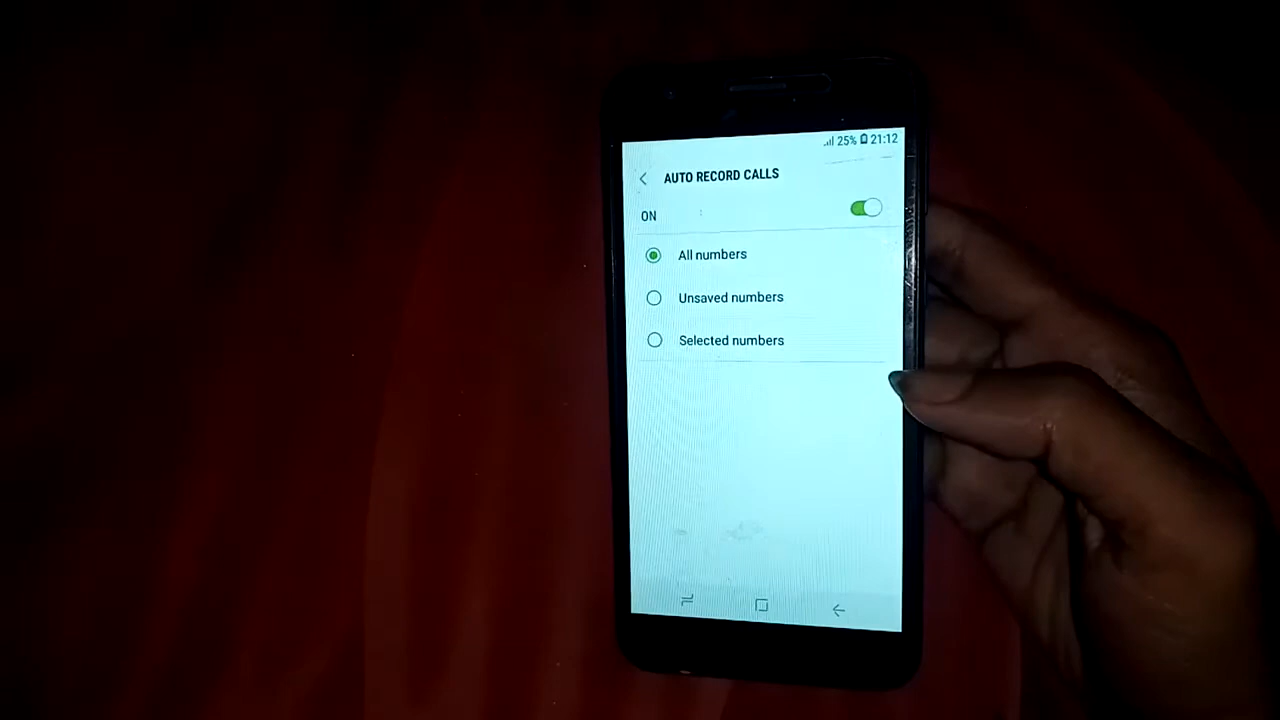 25% 21:12
AUTO RECORD CALLS
ON
All numbers
Unsaved numbers
Selected numbers